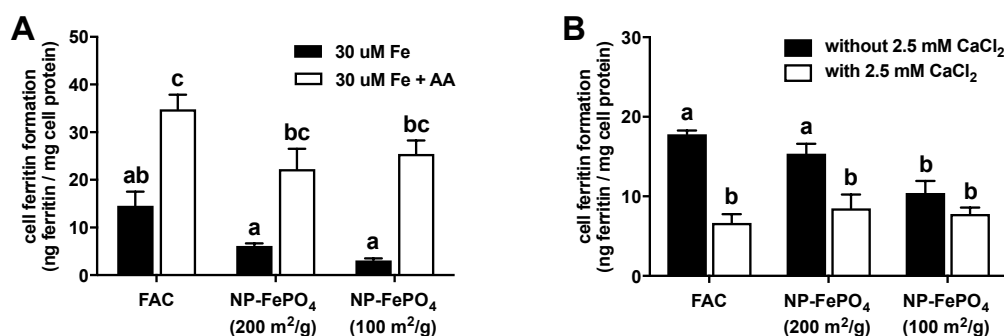 A
cell ferritin formation
(ng ferritin / mg cell protein)
50
40
30
20
10
0
30 uM Fe
30 uM Fe + AA
ab
c
a
bc
a
bc
FAC
NP-FePO4
(200 m²/g)
NP-FePO4
(100 m²/g)
B
cell ferritin formation
(ng ferritin / mg cell protein)
30
20
10
0
without 2.5 mM CaCl2
with 2.5 mM CaCl2
a
b
a
b
b
b
FAC
NP-FePO4
(200 m²/g)
NP-FePO4
(100 m²/g)